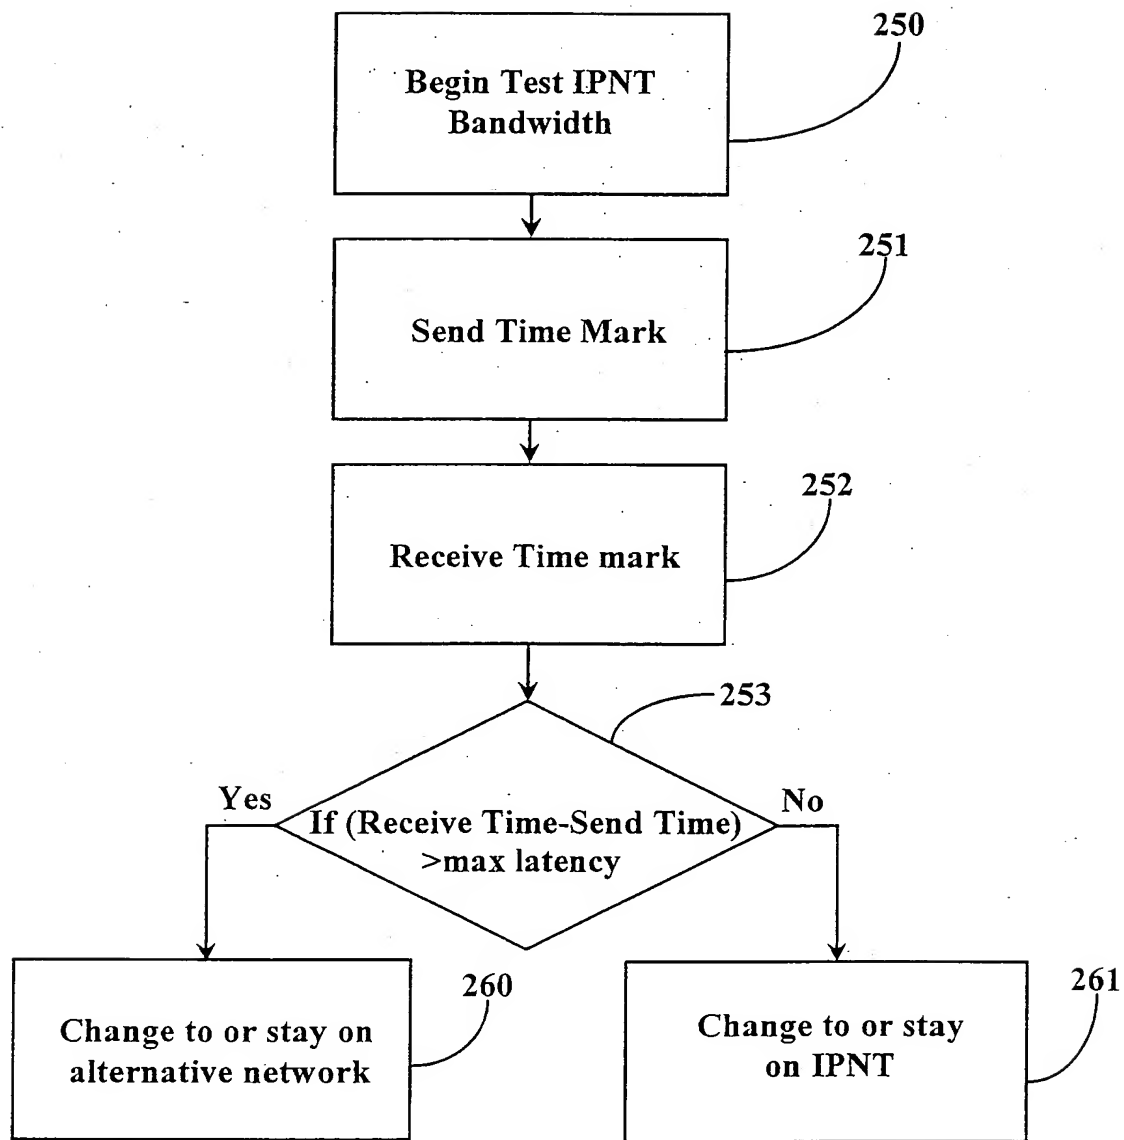 250
Begin Test IPNT
Bandwidth
251
Send Time Mark
252
Receive Time mark
253
Yes
No
If (Receive Time-Send Time)
>max latency
260
261
Change to or stay on
alternative network
Change to or stay
on IPNT